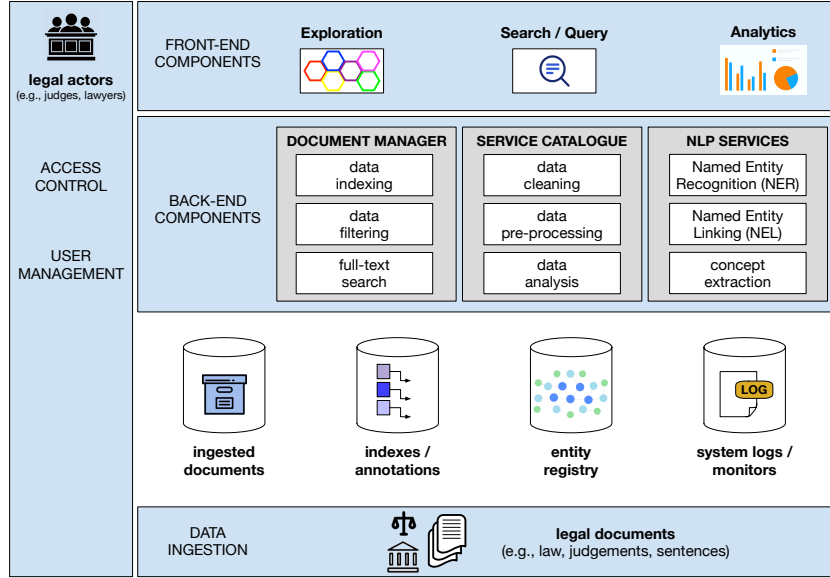 legal actors
(e.g., judges, lawyers)
ACCESS
CONTROL
USER
MANAGEMENT
FRONT-END
COMPONENTS
Exploration
Search / Query
Analytics
BACK-END
COMPONENTS
DOCUMENT MANAGER
data
indexing
data
filtering
full-text
search
SERVICE CATALOGUE
data
cleaning
data
pre-processing
data
analysis
NLP SERVICES
Named Entity
Recognition (NER)
Named Entity
Linking (NEL)
concept
extraction
ingested
documents
indexes /
annotations
entity
registry
LOG
system logs /
monitors
DATA
INGESTION
legal documents
(e.g., law, judgements, sentences)